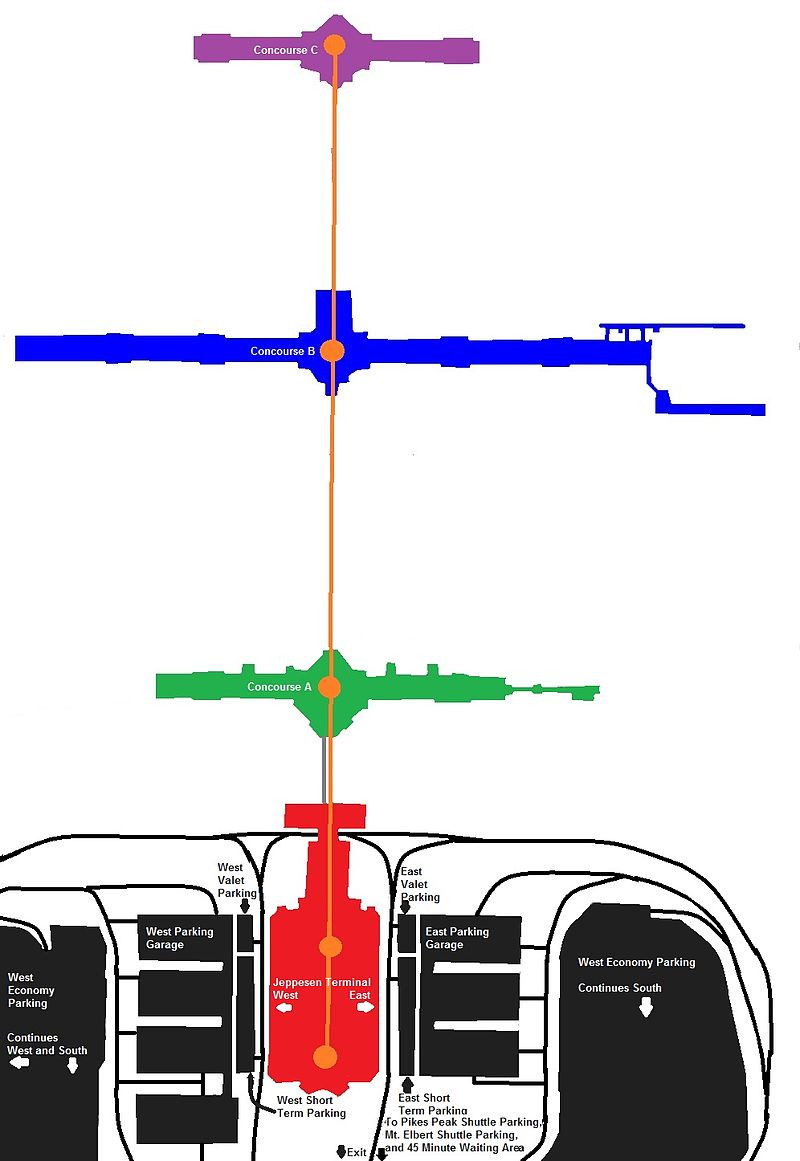 Concourse C
Concourse B
Concourse A
West
Valet
Parking
East
Valet
Parking
West Parking
Garage
East Parking
Garage
West
Economy
Parking
Continues
West and South
Jeppesen Terminal
West
East
West Economy Parking
Continues South
West Short
Term Parking
East Short
Term Parking
To Pikes Peak Shuttle Parking,
Mt. Elbert Shuttle Parking,
and 45 Minute Waiting Area
Exit